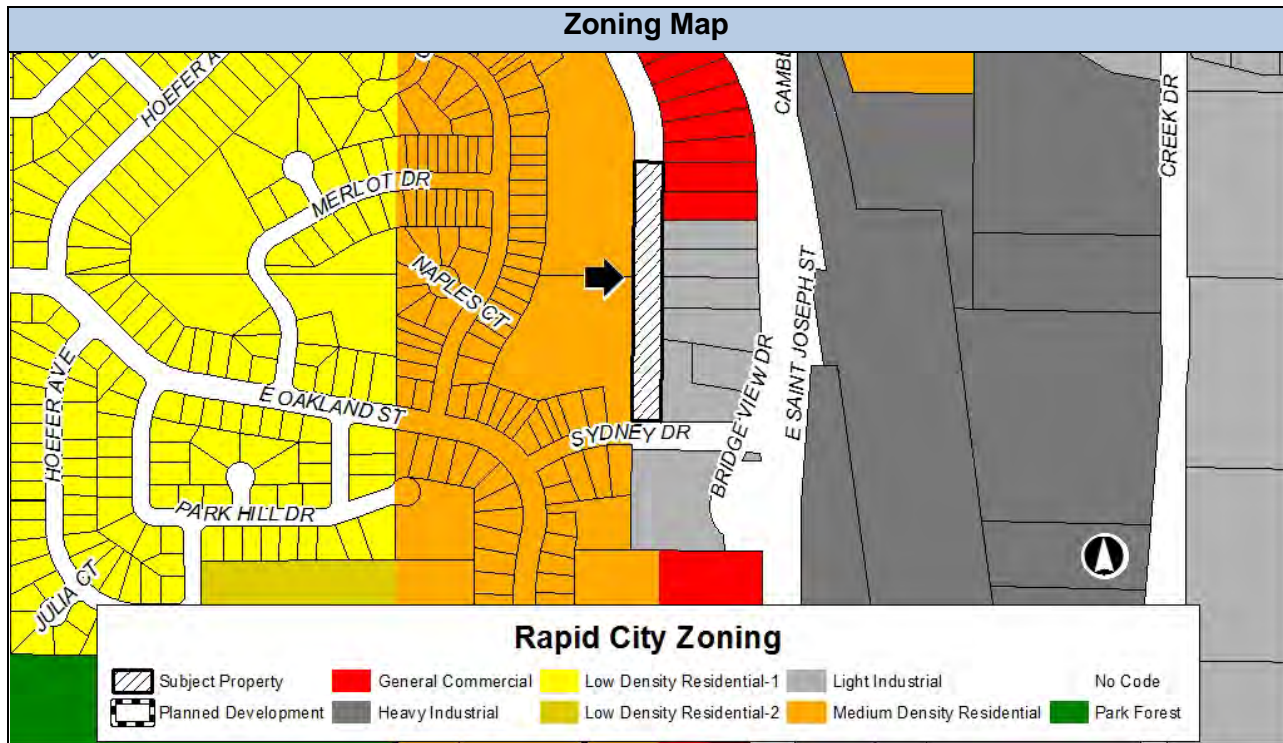 Zoning Map
HOEFER A
CAMBE
CREEK DR
MERLOT DR
NAPLES CT
E SAINT JOSEPH ST
HOEFER AVE
E OAKLAND ST
SYDNEY DR
BRIDGE VIEW DR
PARK HILL DR
JULIA CT
Rapid City Zoning
Subject Property General Commercial Low Density Residential-1 Light Industrial No Code
Planned Development Heavy Industrial Low Density Residential-2 Medium Density Residential Park Forest